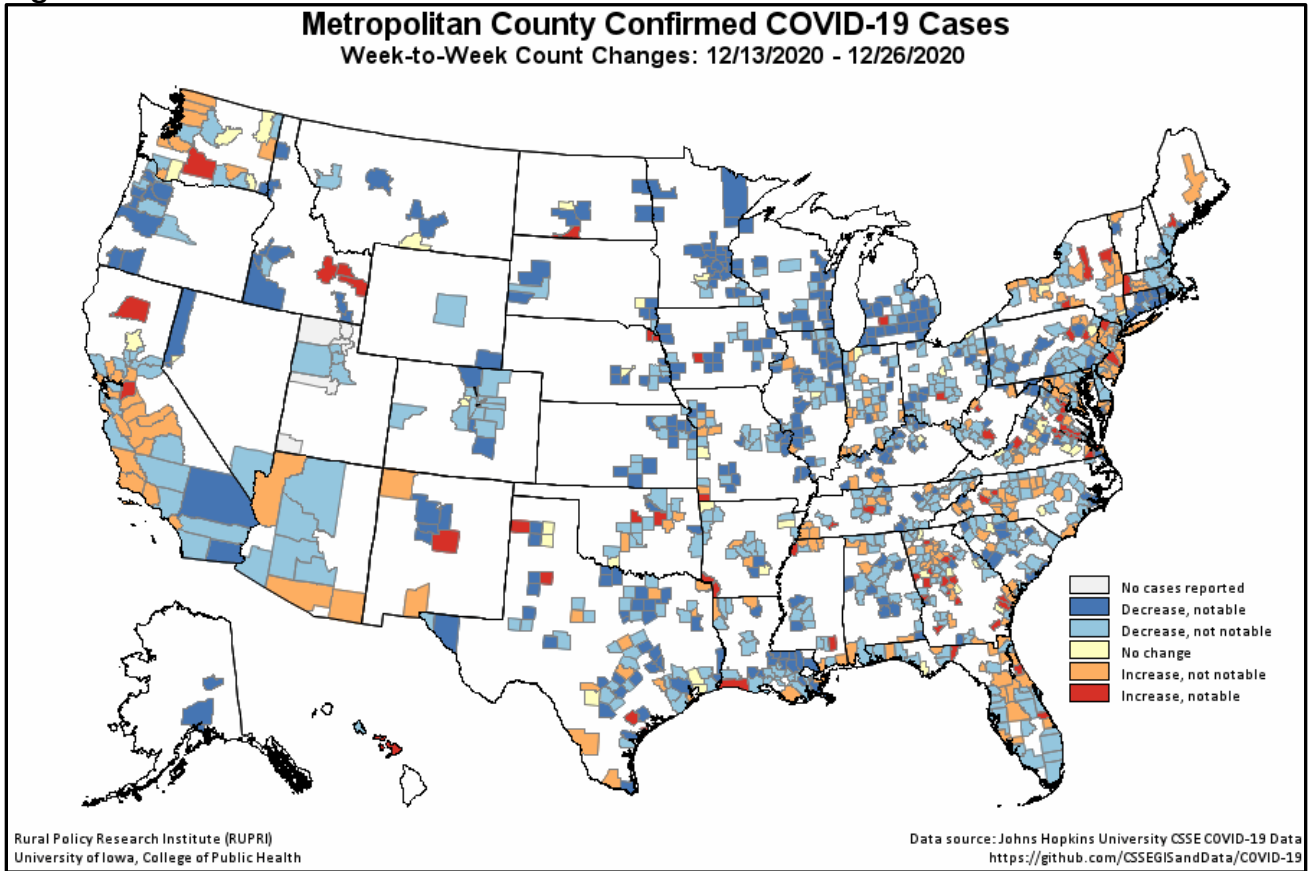 Metropolitan County Confirmed COVID-19 Cases
Week-to-Week Count Changes: 12/13/2020 - 12/26/2020
No cases reported
Decrease, notable
Decrease, not notable
No change
Increase, not notable
Increase, notable
Rural Policy Research Institute (RUPRI)
University of Iowa, College of Public Health
Data source: Johns Hopkins University CSSE COVID-19 Data
https://github.com/CSSEGISandData/COVID-19